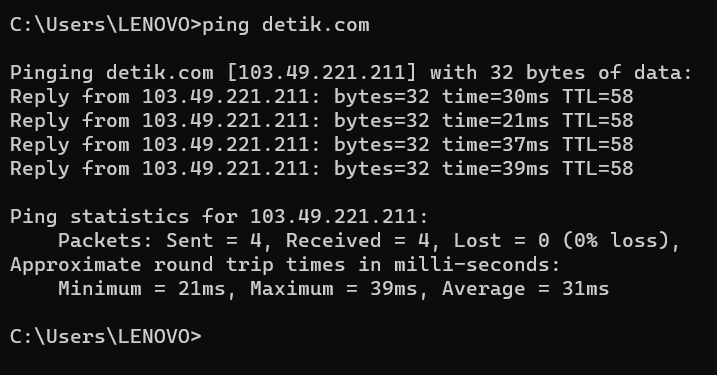 C:\Users\LENOVO>ping detik.com
Pinging detik.com [103.49.221.211] with 32 bytes of data:
Reply from 103.49.221.211: bytes=32 time=30ms TTL=58
Reply from 103.49.221.211: bytes=32 time=21ms TTL=58
Reply from 103.49.221.211: bytes=32 time=37ms TTL=58
Reply from 103.49.221.211: bytes=32 time=39ms TTL=58
Ping statistics for 103.49.221.211:
    Packets: Sent = 4, Received = 4, Lost = 0 (0% loss),
Approximate round trip times in milli-seconds:
    Minimum = 21ms, Maximum = 39ms, Average = 31ms
C:\Users\LENOVO>